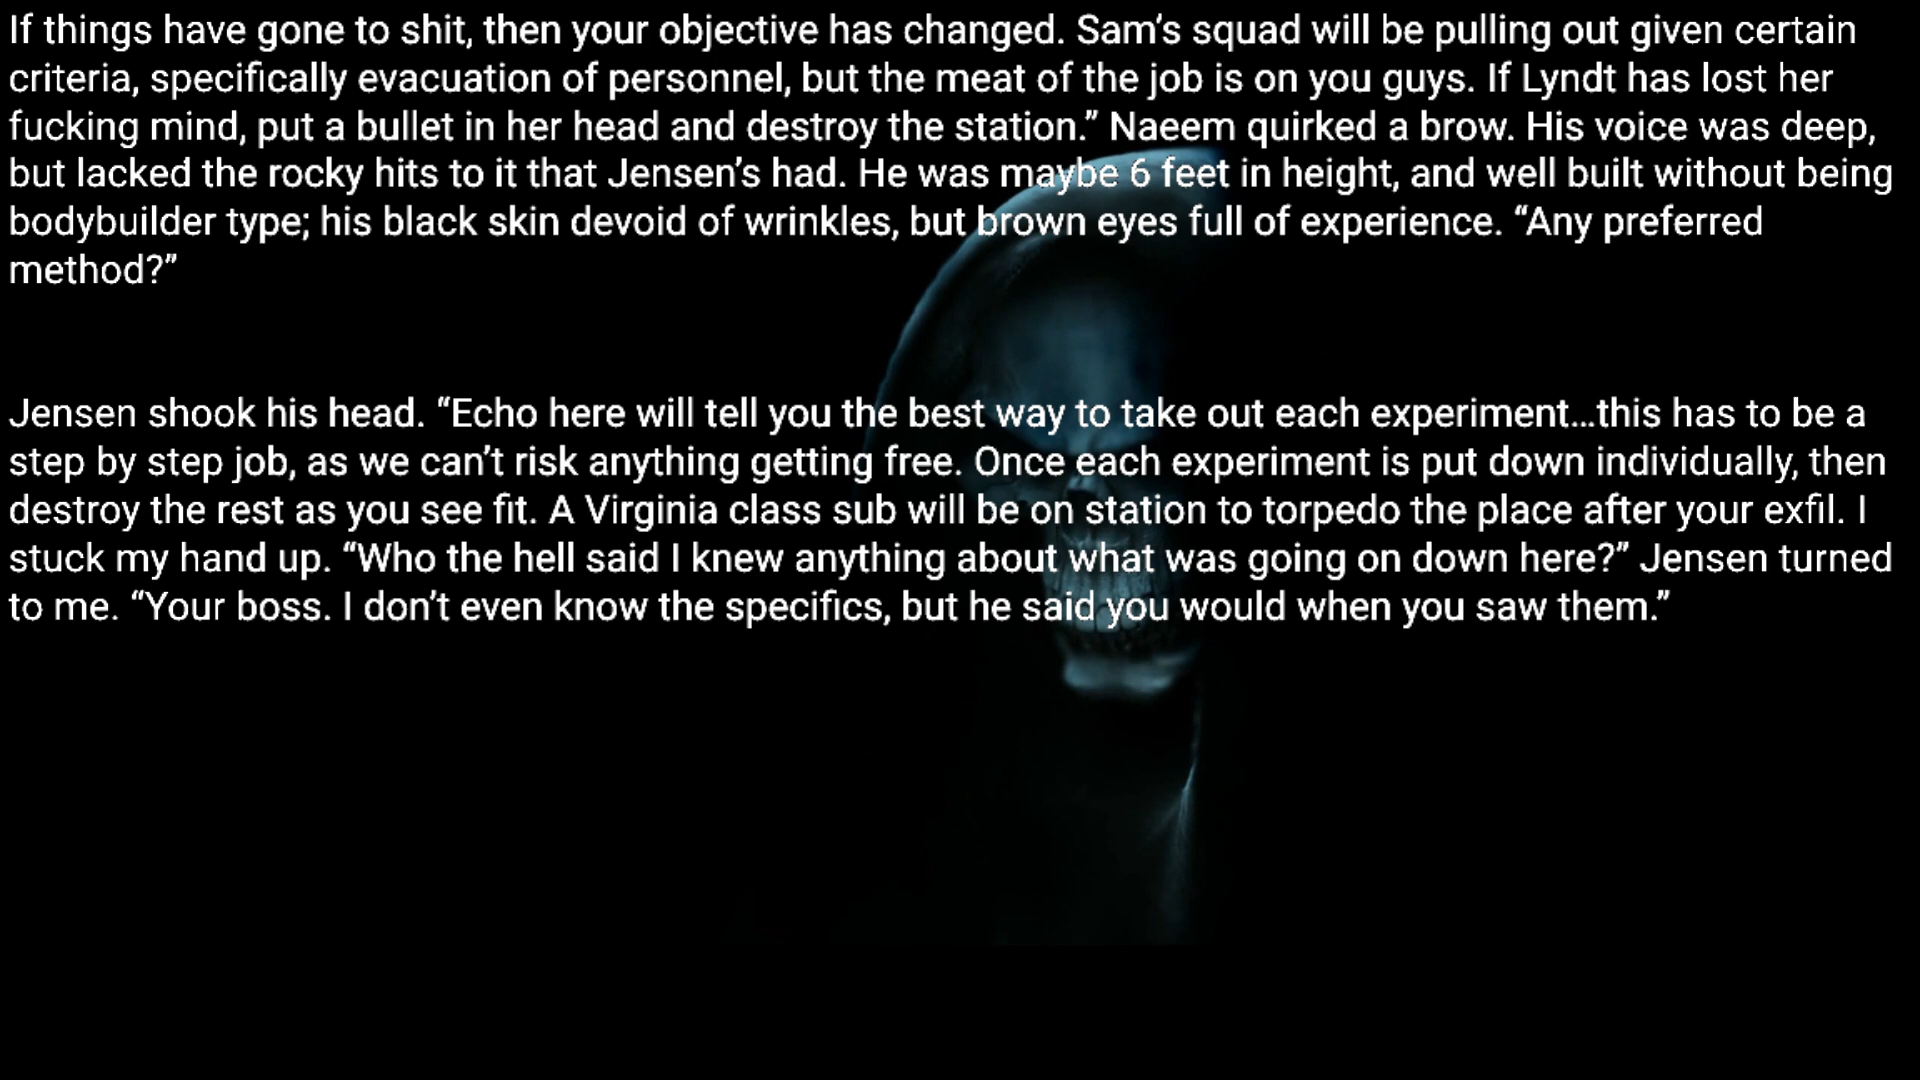 If things have gone to shit, then your objective has changed. Sam’s squad will be pulling out given certain
criteria, specifically evacuation of personnel, but the meat of the job is on you guys. If Lyndt has lost her
fucking mind, put a bullet in her head and destroy the station.” Naeem quirked a brow. His voice was deep,
but lacked the rocky hits to it that Jensen’s had. He was maybe 6 feet in height, and well built without being
bodybuilder type; his black skin devoid of wrinkles, but brown eyes full of experience. “Any preferred
method?”
Jensen shook his head. “Echo here will tell you the best way to take out each experiment…this has to be a
step by step job, as we can’t risk anything getting free. Once each experiment is put down individually, then
destroy the rest as you see fit. A Virginia class sub will be on station to torpedo the place after your exfil. I
stuck my hand up. “Who the hell said I knew anything about what was going on down here?” Jensen turned
to me. “Your boss. I don’t even know the specifics, but he said you would when you saw them.”